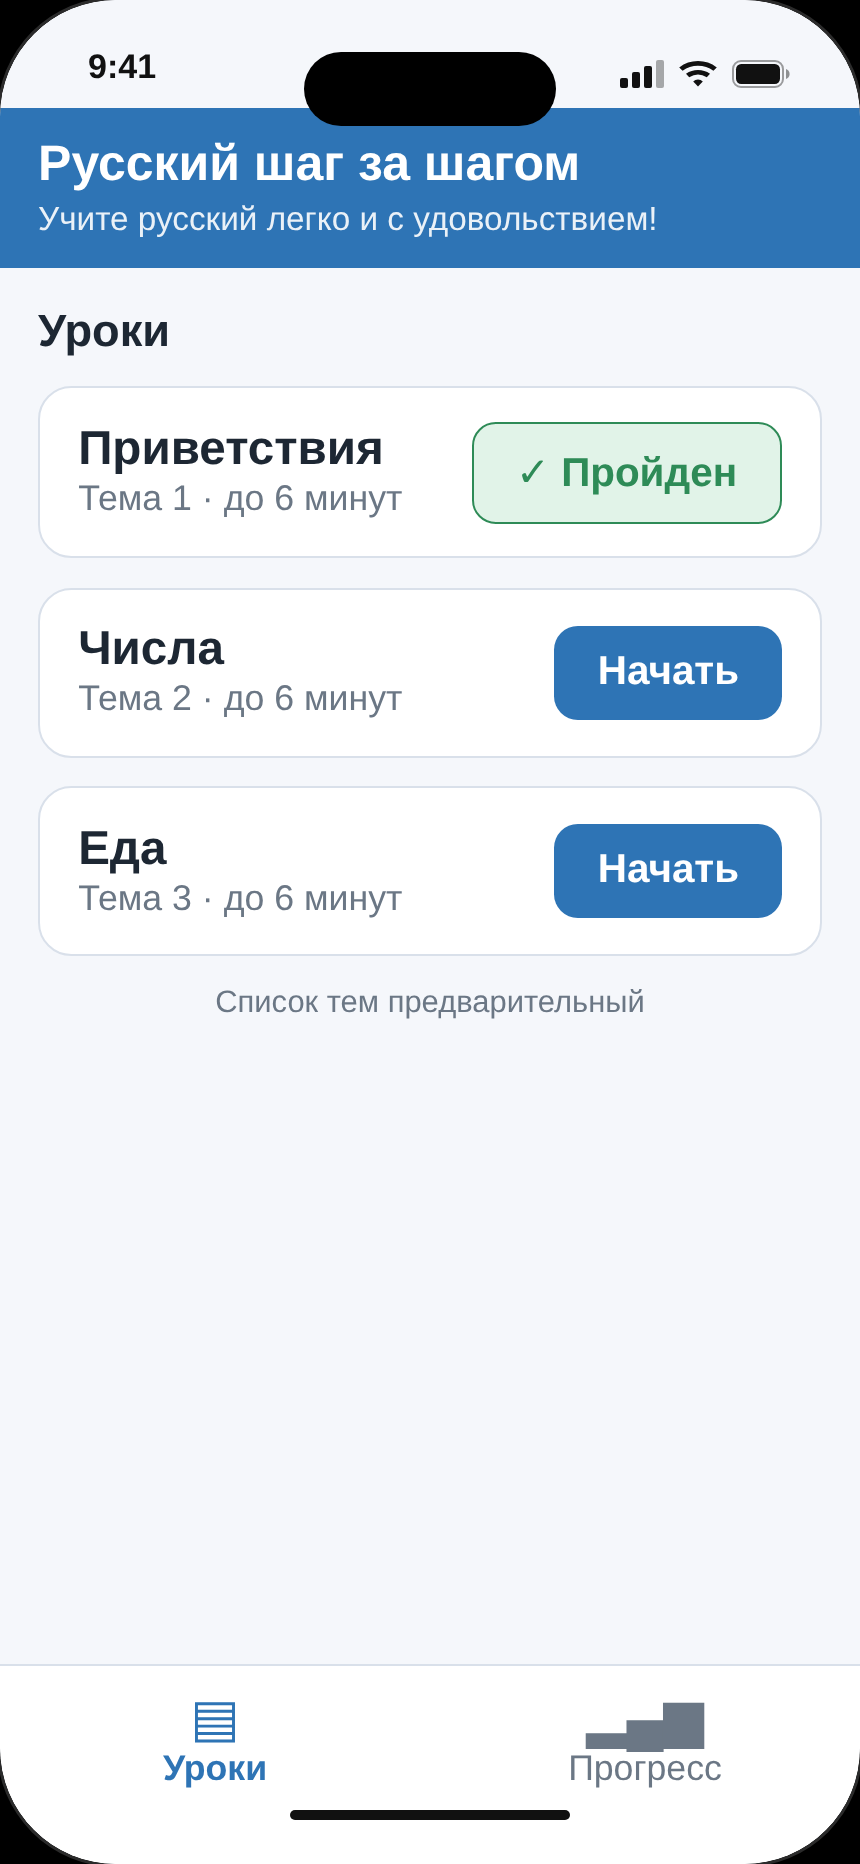 9:41
Русский шаг за шагом
Учите русский легко и с удовольствием!
Уроки
Приветствия
Тема 1 · до 6 минут
✓ Пройден
Числа
Тема 2 · до 6 минут
Начать
Еда
Тема 3 · до 6 минут
Начать
Список тем предварительный
Уроки
Прогресс